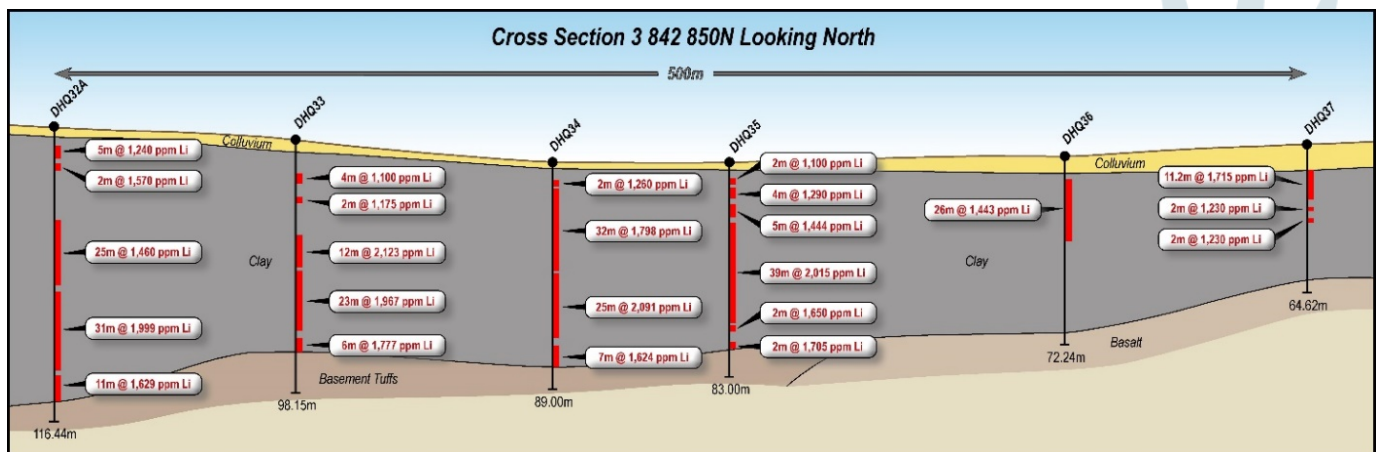 Cross Section 3 842 850N Looking North
500m
DHQ32A
DHQ33
DHQ34
DHQ35
DHQ36
DHQ37
Colluvium
Colluvium
5m @ 1,240 ppm Li
2m @ 1,570 ppm Li
25m @ 1,460 ppm Li
31m @ 1,999 ppm Li
11m @ 1,629 ppm Li
116.44m
4m @ 1,100 ppm Li
2m @ 1,175 ppm Li
12m @ 2,123 ppm Li
23m @ 1,967 ppm Li
6m @ 1,777 ppm Li
98.15m
Clay
2m @ 1,260 ppm Li
32m @ 1,798 ppm Li
25m @ 2,091 ppm Li
7m @ 1,624 ppm Li
89.00m
Basement Tuffs
2m @ 1,100 ppm Li
4m @ 1,290 ppm Li
5m @ 1,444 ppm Li
39m @ 2,015 ppm Li
2m @ 1,650 ppm Li
2m @ 1,705 ppm Li
83.00m
26m @ 1,443 ppm Li
Clay
72.24m
11.2m @ 1,715 ppm Li
2m @ 1,230 ppm Li
2m @ 1,230 ppm Li
64.62m
Basalt